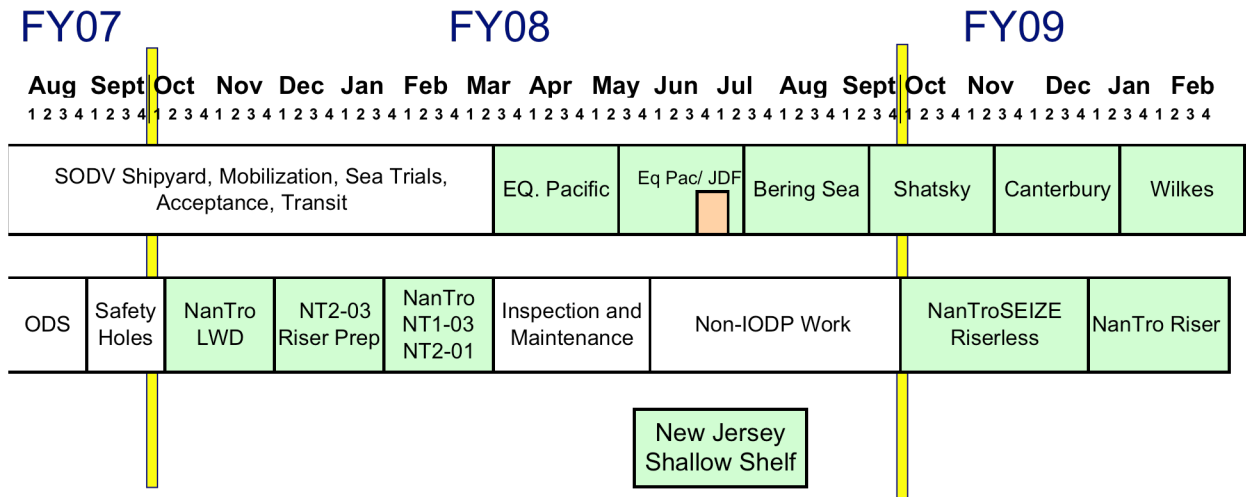 FY07 FY08 FY09
Aug Sept Oct Nov Dec Jan Feb Mar Apr May Jun Jul Aug Sept Oct Nov Dec Jan Feb
1 2 3 4 1 2 3 4 1 2 3 4 1 2 3 4 1 2 3 4 1 2 3 4 1 2 3 4 1 2 3 4 1 2 3 4 1 2 3 4 1 2 3 4 1 2 3 4 1 2 3 4 1 2 3 4 1 2 3 4 1 2 3 4 1 2 3 4 1 2 3 4 1 2 3 4
SODV Shipyard, Mobilization, Sea Trials,
Acceptance, Transit
EQ. Pacific
Eq Pac/ JDF
Bering Sea
Shatsky
Canterbury
Wilkes
ODS
Safety
Holes
NanTro
LWD
NT2-03
Riser Prep
NanTro
NT1-03
NT2-01
Inspection and
Maintenance
Non-IODP Work
NanTroSEIZE
Riserless
NanTro Riser
New Jersey
Shallow Shelf